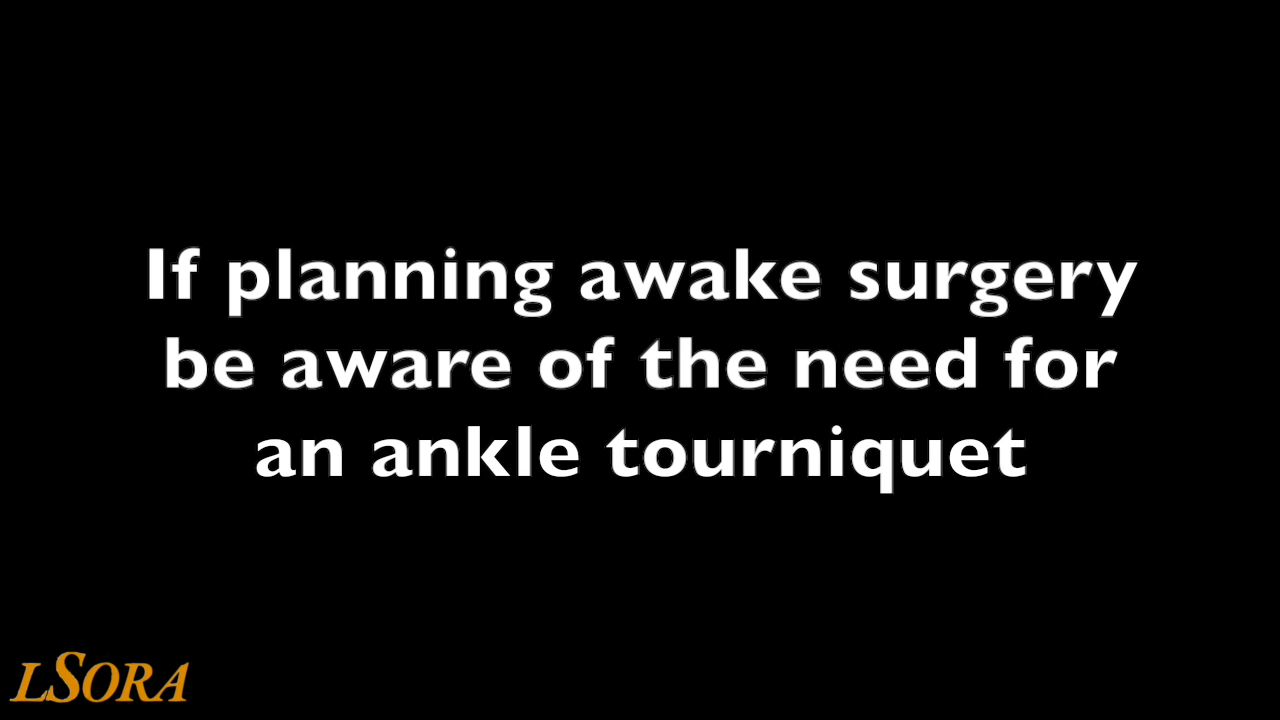 If planning awake surgery
be aware of the need for
an ankle tourniquet
LSORA